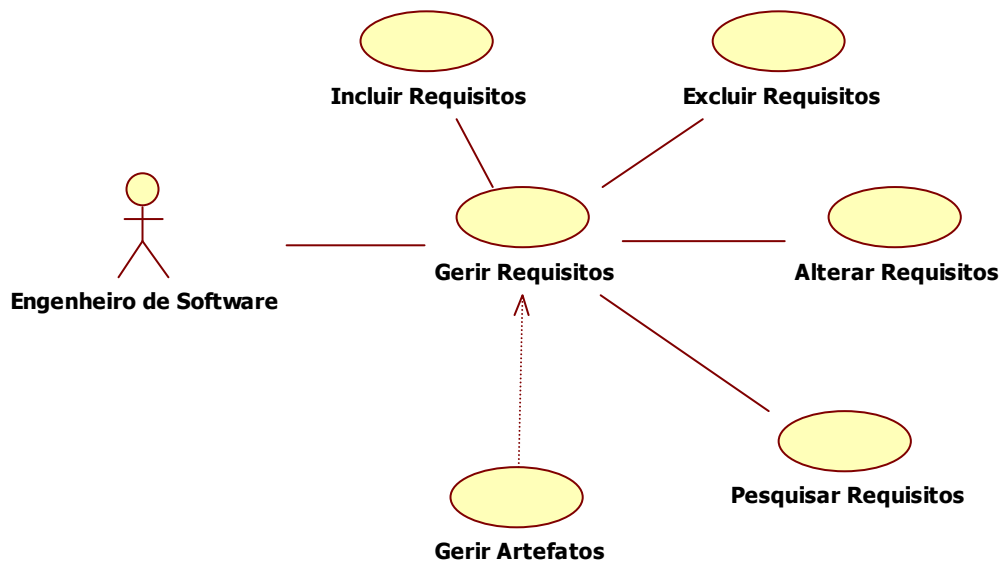 Incluir Requisitos
Excluir Requisitos
Gerir Requisitos
Alterar Requisitos
Engenheiro de Software
Pesquisar Requisitos
Gerir Artefatos